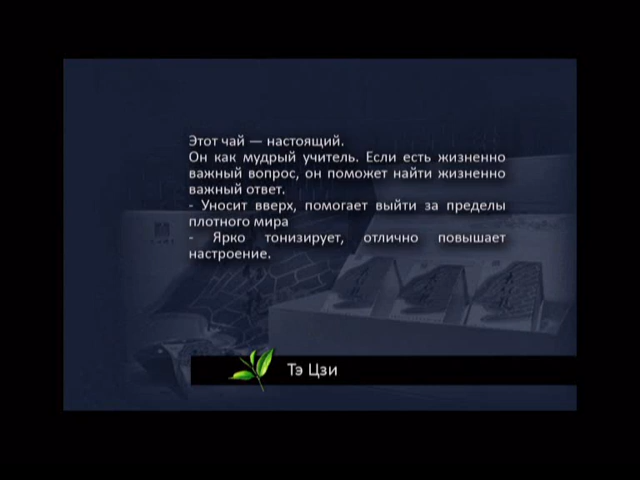 Этот чай — настоящий.
Он как мудрый учитель. Если есть жизненно
важный вопрос, он поможет найти жизненно
важный ответ.
- Уносит вверх, помогает выйти за пределы
плотного мира
- Ярко тонизирует, отлично повышает
настроение.
Тэ Цзи